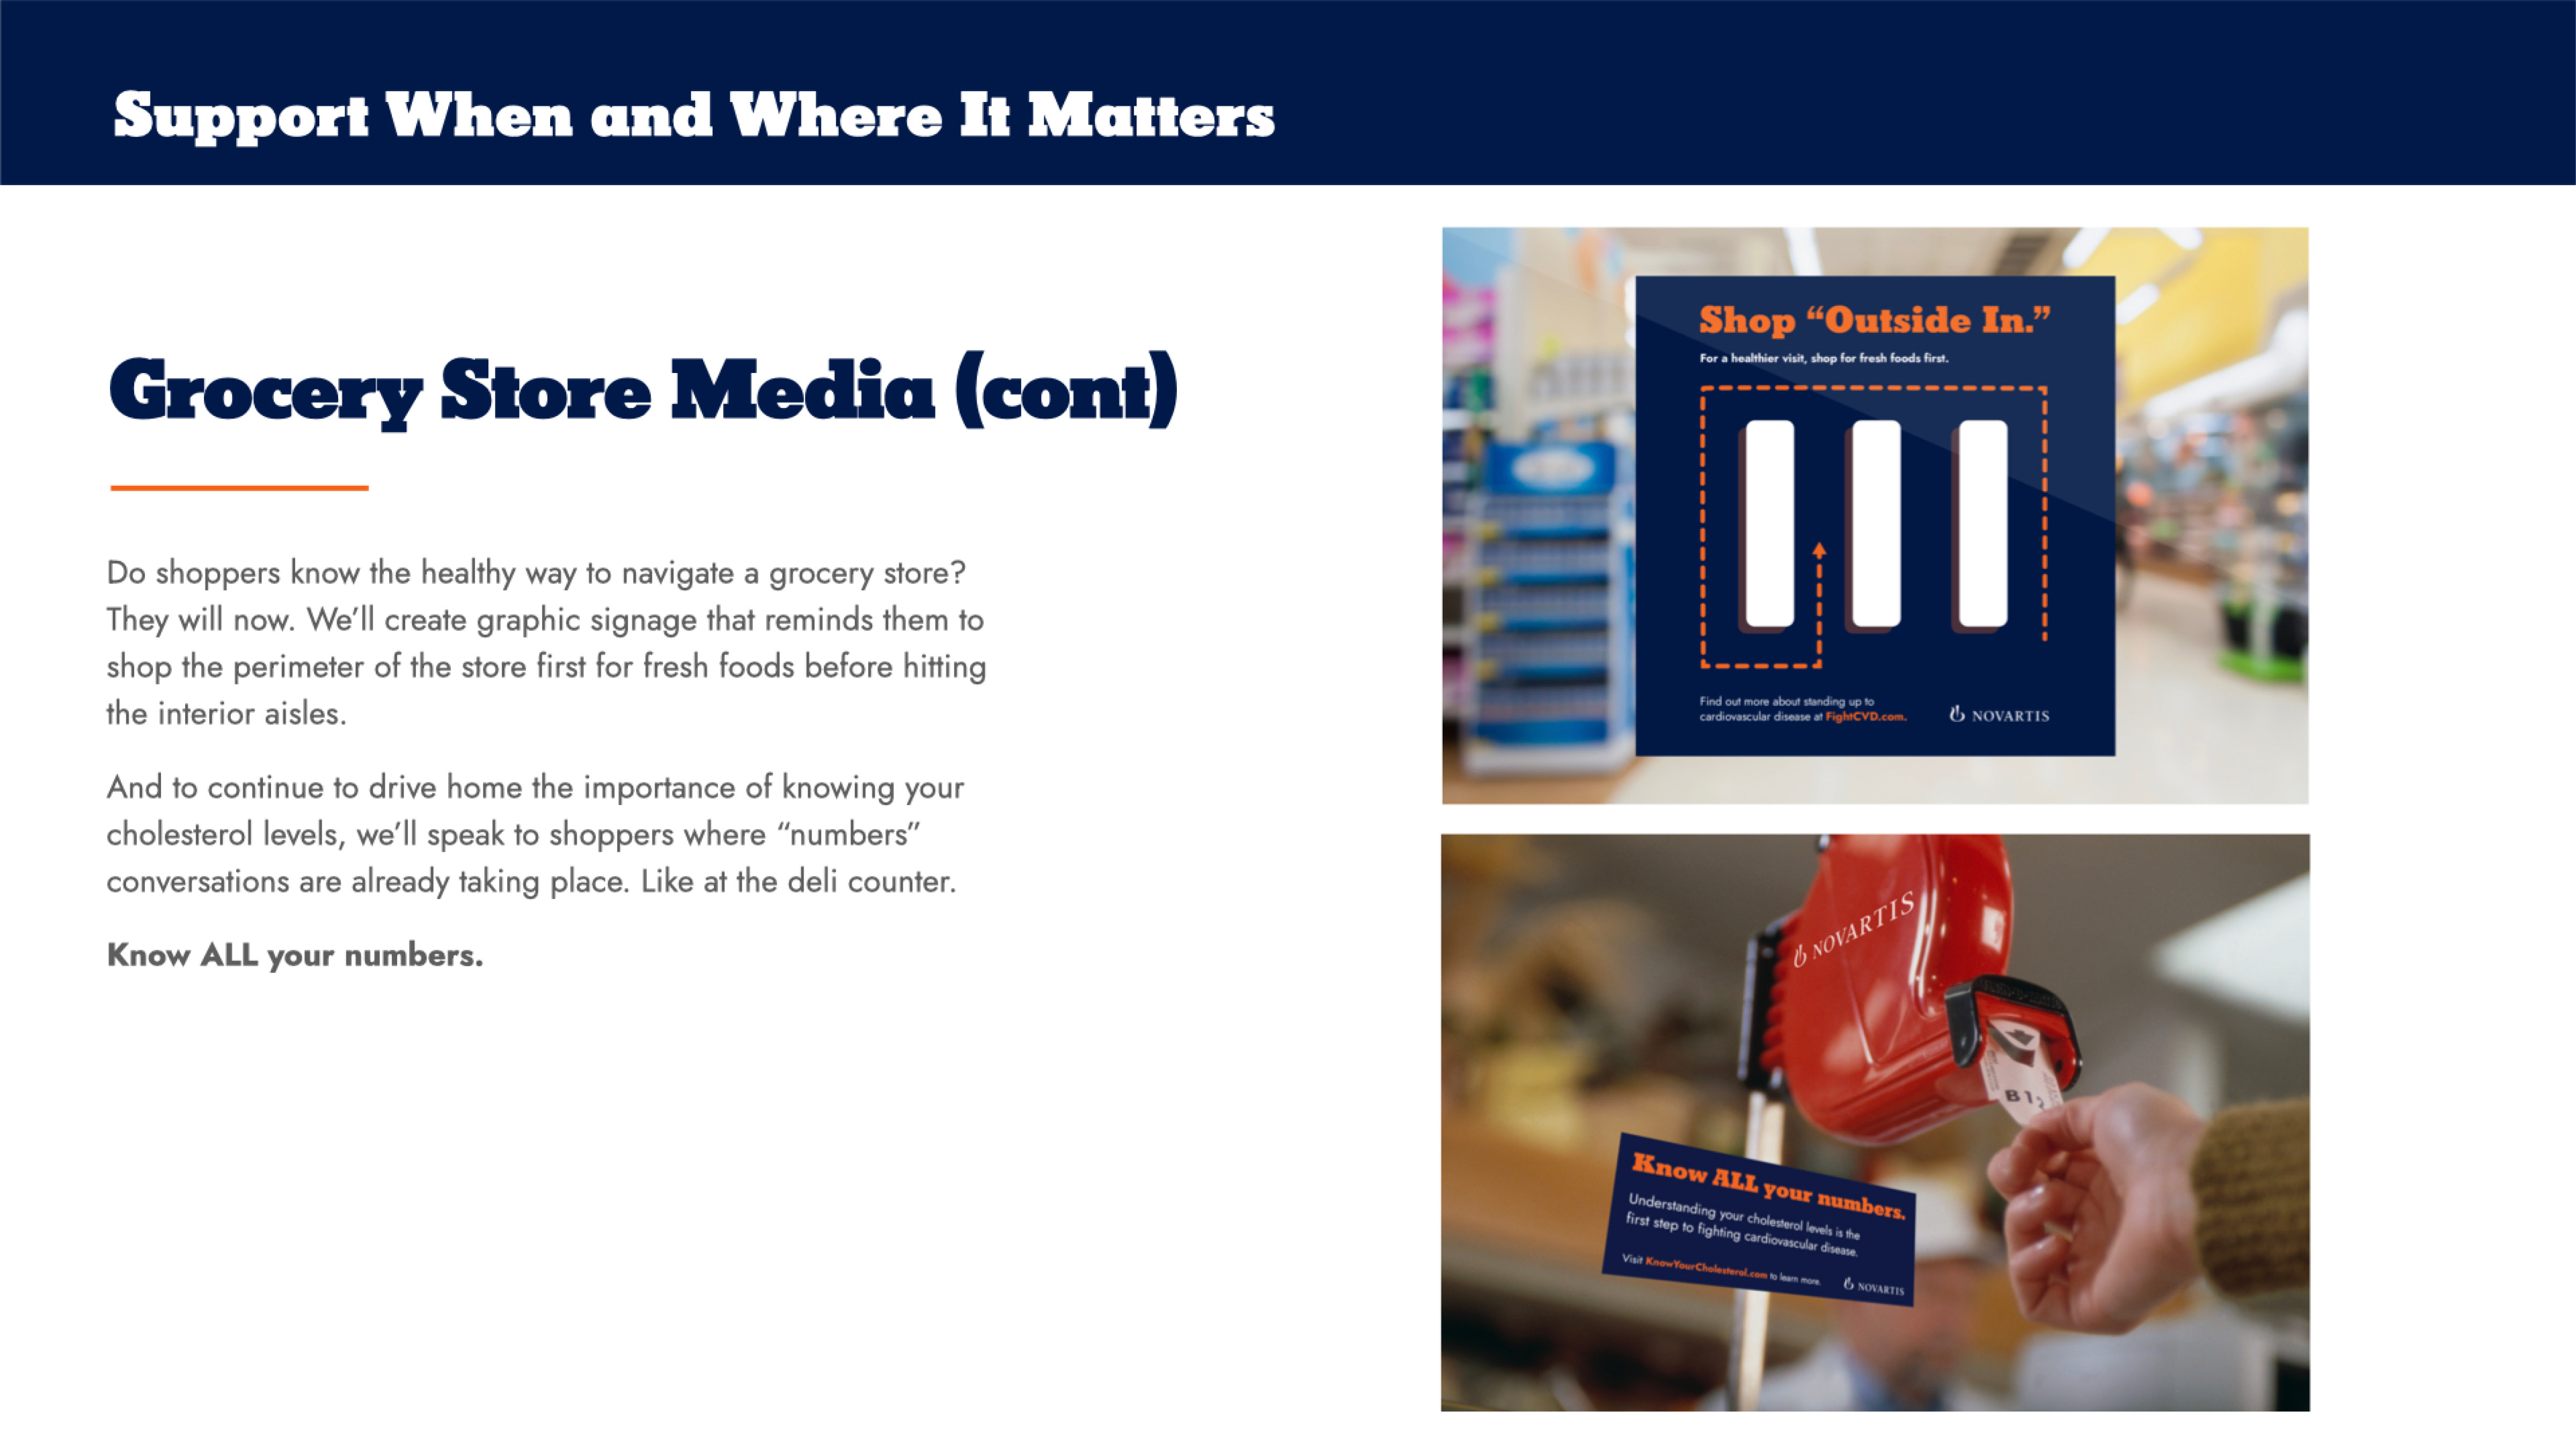 Support When and Where It Matters
Grocery Store Media (cont)
Do shoppers know the healthy way to navigate a grocery store?
They will now. We’ll create graphic signage that reminds them to
shop the perimeter of the store first for fresh foods before hitting
the interior aisles.
And to continue to drive home the importance of knowing your
cholesterol levels, we’ll speak to shoppers where “numbers”
conversations are already taking place. Like at the deli counter.
Know ALL your numbers.
Shop “Outside In.”
For a healthier visit, shop for fresh foods first.
Find out more about standing up to
cardiovascular disease at FightCVD.com.
NOVARTIS
NOVARTIS
B12
Know ALL your numbers.
Understanding your cholesterol levels is the
first step to fighting cardiovascular disease.
Visit KnowYourCholesterol.com to learn more.
NOVARTIS